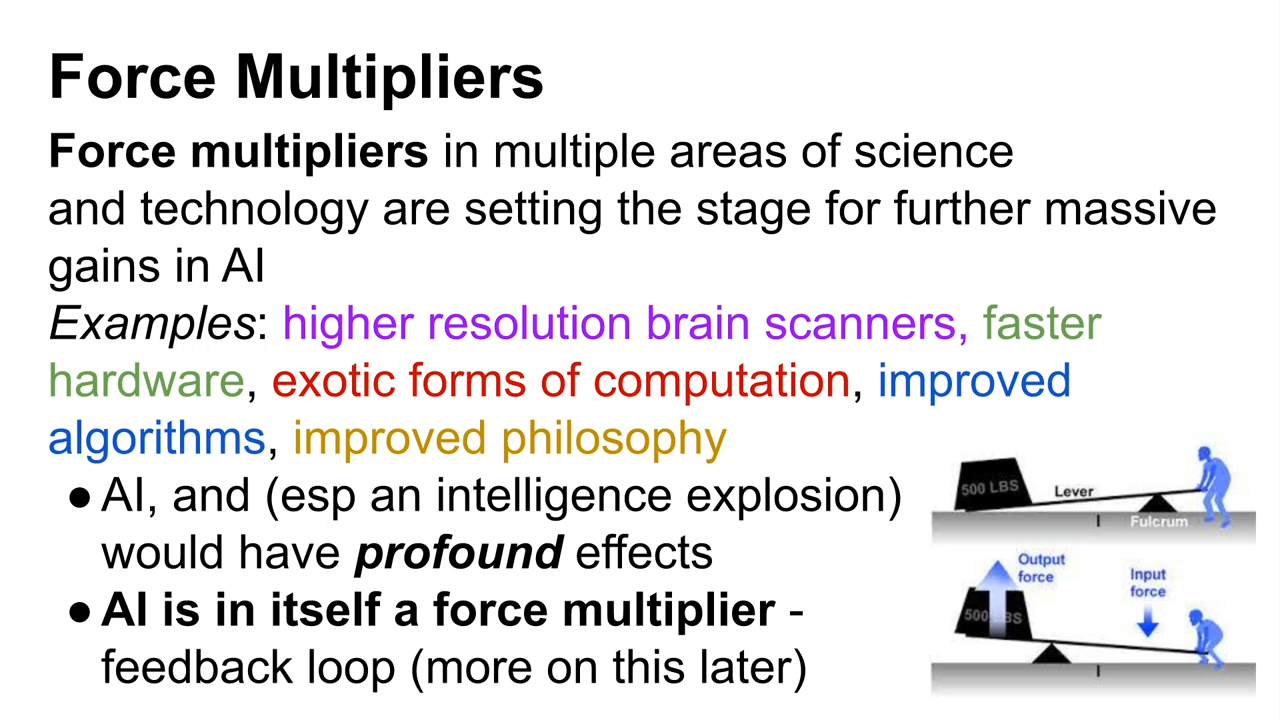 Force Multipliers
Force multipliers in multiple areas of science
and technology are setting the stage for further massive
gains in AI
Examples: higher resolution brain scanners, faster
hardware, exotic forms of computation, improved
algorithms, improved philosophy
● AI, and (esp an intelligence explosion)
would have profound effects
● AI is in itself a force multiplier -
feedback loop (more on this later)
500 LBS
Lever
Fulcrum
Output
force
Input
force
500 LBS